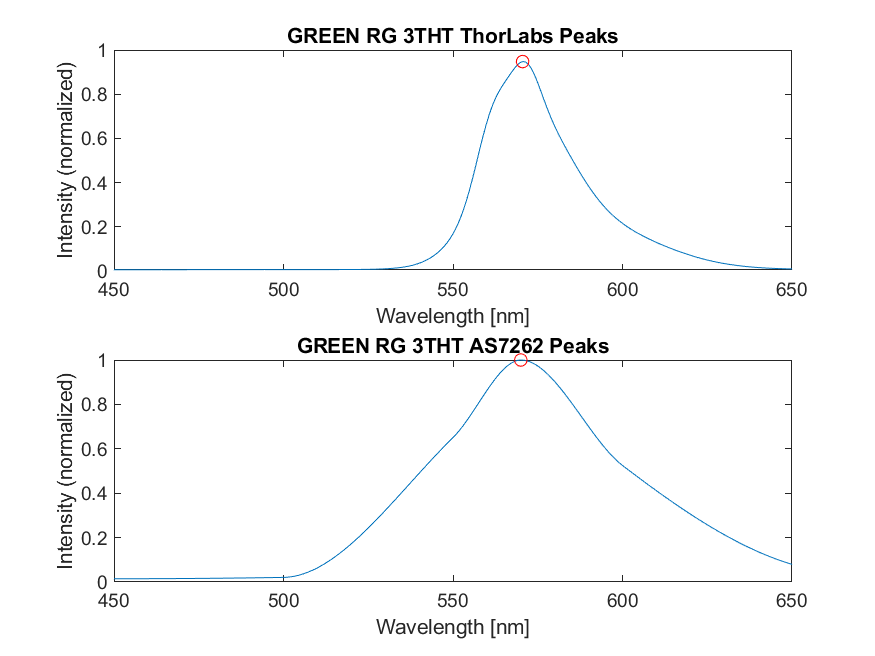 GREEN RG 3THT ThorLabs Peaks
1
0.8
0.6
0.4
0.2
0
Intensity (normalized)
450 500 550 600 650
Wavelength [nm]
GREEN RG 3THT AS7262 Peaks
1
0.8
0.6
0.4
0.2
0
Intensity (normalized)
450 500 550 600 650
Wavelength [nm]